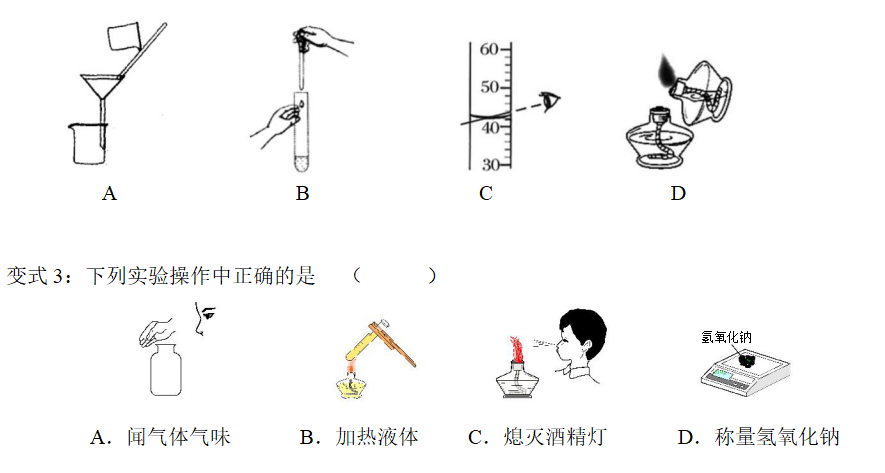 60
50
40
30
A B C D
变式 3：下列实验操作中正确的是 （ ）
氢氧化钠
A．闻气体气味 B．加热液体 C．熄灭酒精灯 D．称量氢氧化钠